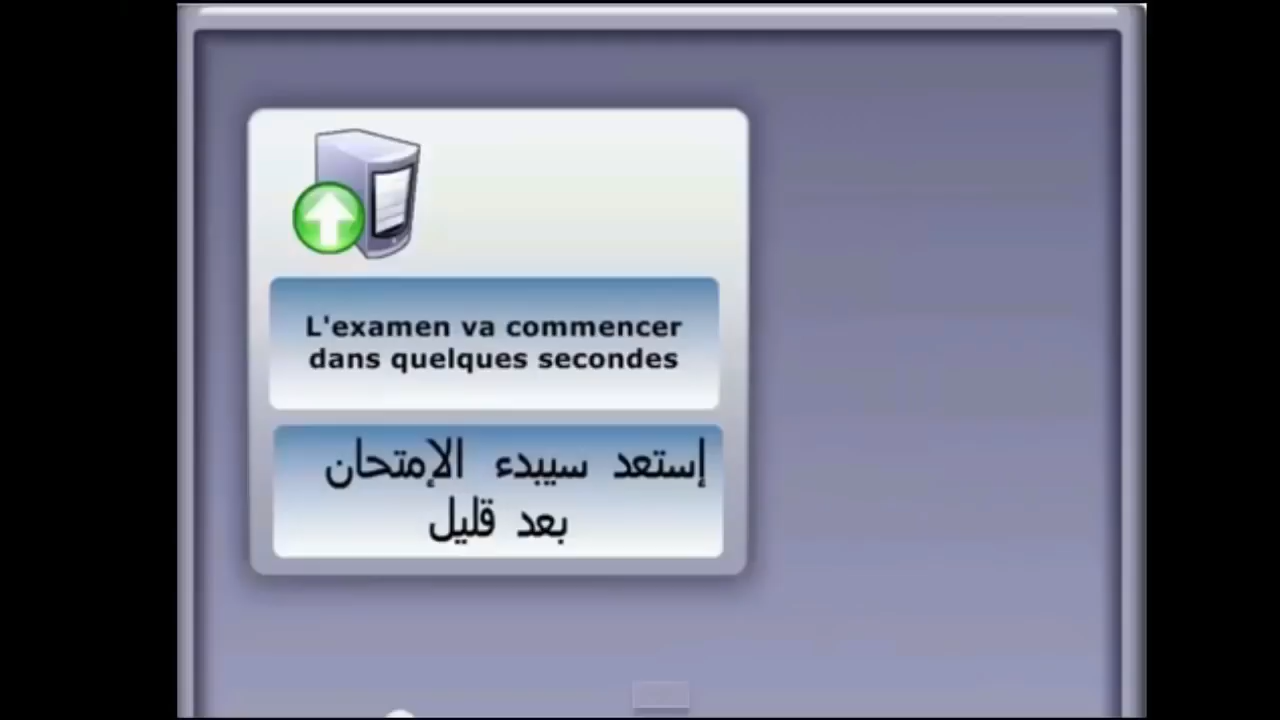 L'examen va commencer
dans quelques secondes
إستعد سيبدء الإمتحان
بعد قليل